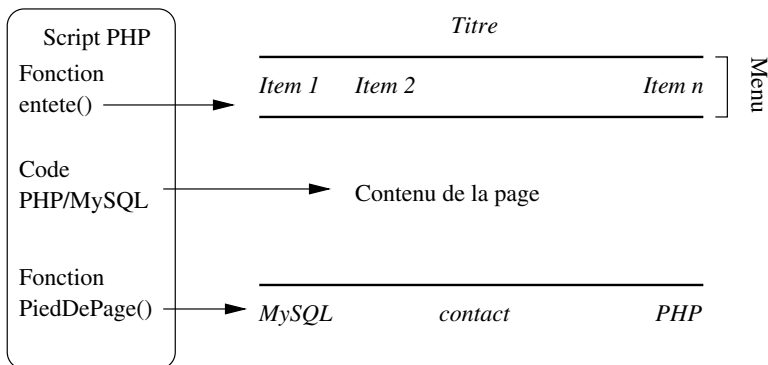 Script PHP
Fonction
entete()
Code
PHP/MySQL
Fonction
PiedDePage()
Titre
Item 1 Item 2 Item n
Menu
Contenu de la page
MySQL contact PHP